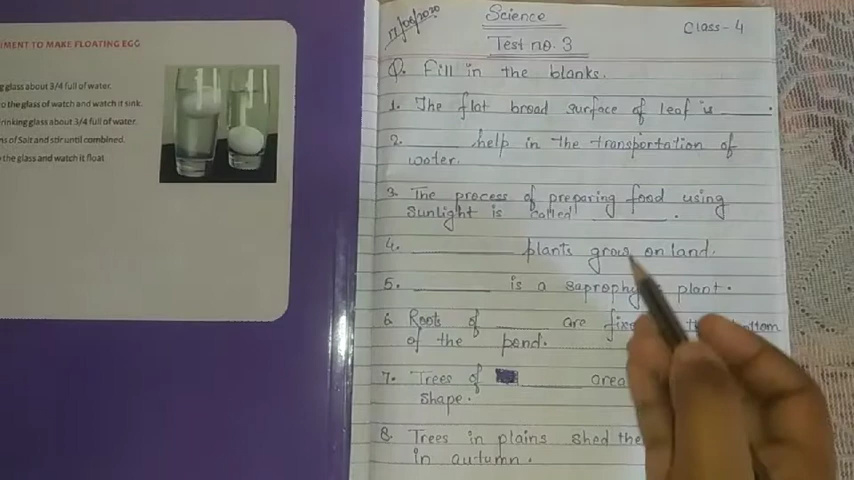 IMENT TO MAKE FLOATING EGG
g glass about 3/4 full of water.
o the glass of watch and watch it sink.
rinking glass about 3/4 full of water.
ns of Salt and stir until combined.
the glass and watch it float
17/06/2020
Science
Class-4
Test no. 3
Q. Fill in the blanks.
1. The flat broad surface of leaf is ______.
2. ______ help in the transportation of
water.
3. The process of preparing food using
sunlight is called ______.
4. ______ plants grow on land.
5. ______ is a saprophy plant.
6. Roots of ______ are fixe bottom
of the pond.
7. Trees of ______ area
shape.
8. Trees in plains shed the
in autumn.